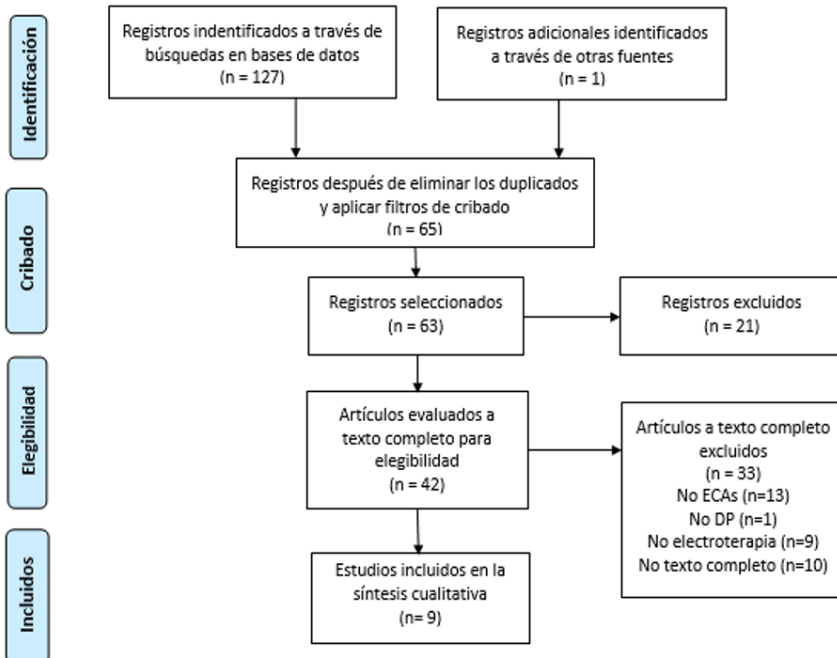 Identificación
Registros indentificados a través de
búsquedas en bases de datos
(n = 127)
Registros adicionales identificados
a través de otras fuentes
(n = 1)
Cribado
Registros después de eliminar los duplicados
y aplicar filtros de cribado
(n = 65)
Registros seleccionados
(n = 63)
Registros excluidos
(n = 21)
Elegibilidad
Artículos evaluados a
texto completo para
elegibilidad
(n = 42)
Artículos a texto completo
excluidos
(n = 33)
No ECAs (n=13)
No DP (n=1)
No electroterapia (n=9)
No texto completo (n=10)
Incluidos
Estudios incluidos en la
síntesis cualitativa
(n= 9)